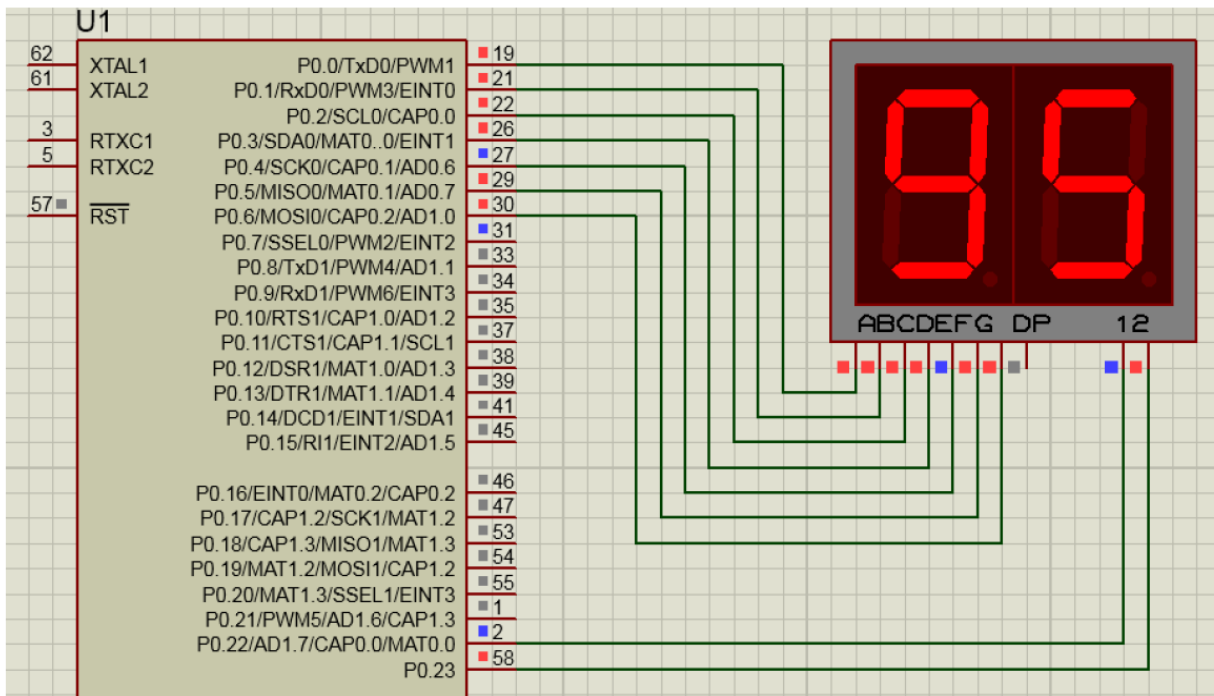 U1
62 XTAL1
61 XTAL2
3 RTXC1
5 RTXC2
57 RST
P0.0/TxD0/PWM1 19
P0.1/RxD0/PWM3/EINT0 21
P0.2/SCL0/CAP0.0 22
P0.3/SDA0/MAT0..0/EINT1 26
P0.4/SCK0/CAP0.1/AD0.6 27
P0.5/MISO0/MAT0.1/AD0.7 29
P0.6/MOSI0/CAP0.2/AD1.0 30
P0.7/SSEL0/PWM2/EINT2 31
P0.8/TxD1/PWM4/AD1.1 33
P0.9/RxD1/PWM6/EINT3 34
P0.10/RTS1/CAP1.0/AD1.2 35
P0.11/CTS1/CAP1.1/SCL1 37
P0.12/DSR1/MAT1.0/AD1.3 38
P0.13/DTR1/MAT1.1/AD1.4 39
P0.14/DCD1/EINT1/SDA1 41
P0.15/RI1/EINT2/AD1.5 45
P0.16/EINT0/MAT0.2/CAP0.2 46
P0.17/CAP1.2/SCK1/MAT1.2 47
P0.18/CAP1.3/MISO1/MAT1.3 53
P0.19/MAT1.2/MOSI1/CAP1.2 54
P0.20/MAT1.3/SSEL1/EINT3 55
P0.21/PWM5/AD1.6/CAP1.3 1
P0.22/AD1.7/CAP0.0/MAT0.0 2
P0.23 58
95
ABCDEFG DP 12